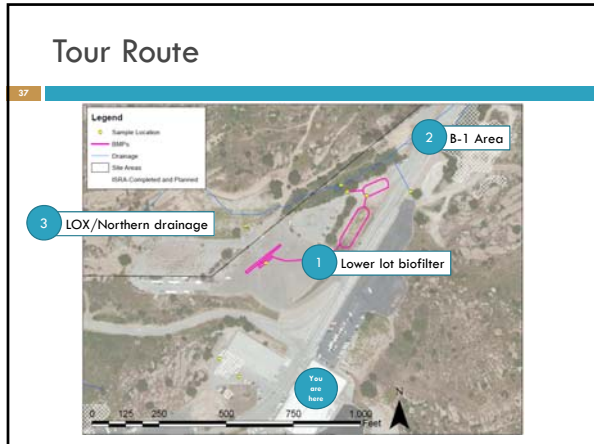 Tour Route
37
Legend
Sample Location
BMPs
Drainage
Site Areas
ISRA-Completed and Planned
2
B-1 Area
3
LOX/Northern drainage
1
Lower lot biofilter
You
are
here
N
0 125 250 500 750 1,000
Feet